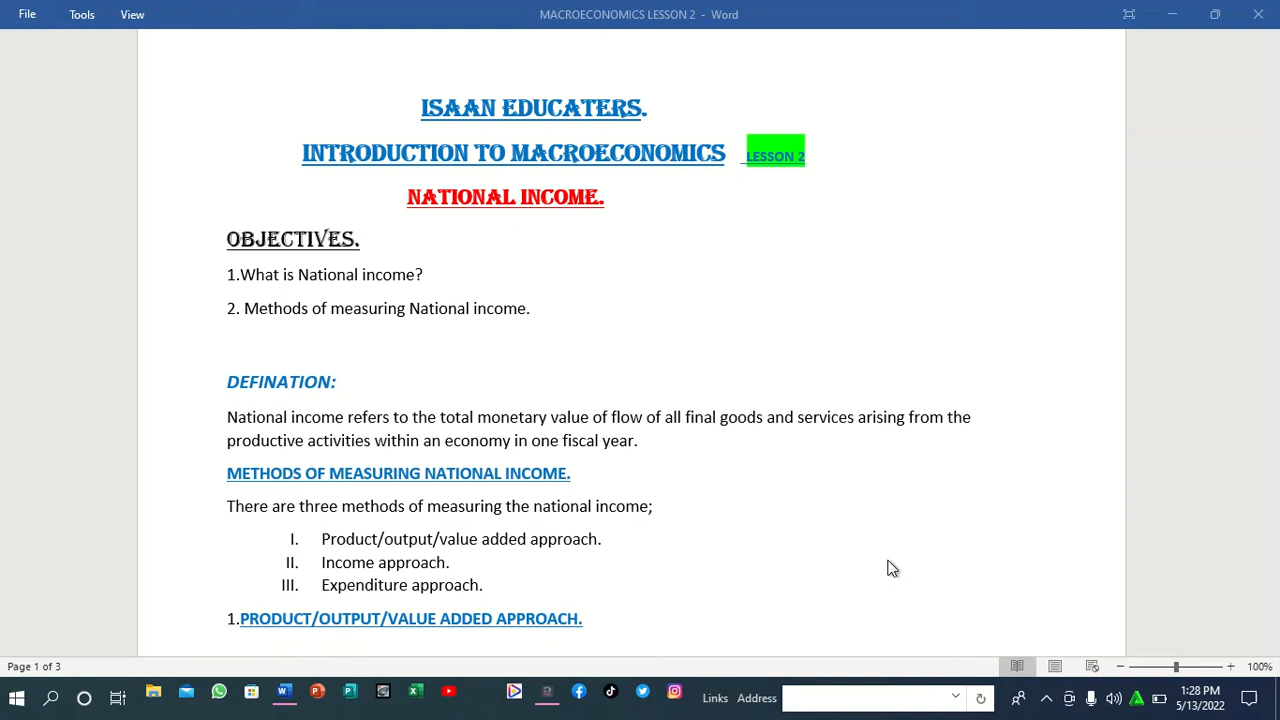 File Tools View MACROECONOMICS LESSON 2 - Word
ISAAN EDUCATERS.
INTRODUCTION TO MACROECONOMICS LESSON 2
NATIONAL INCOME.
OBJECTIVES.
1.What is National income?
2. Methods of measuring National income.
DEFINATION:
National income refers to the total monetary value of flow of all final goods and services arising from the
productive activities within an economy in one fiscal year.
METHODS OF MEASURING NATIONAL INCOME.
There are three methods of measuring the national income;
I. Product/output/value added approach.
II. Income approach.
III. Expenditure approach.
1.PRODUCT/OUTPUT/VALUE ADDED APPROACH.
Page 1 of 3 100%
Links Address 1:28 PM
5/13/2022